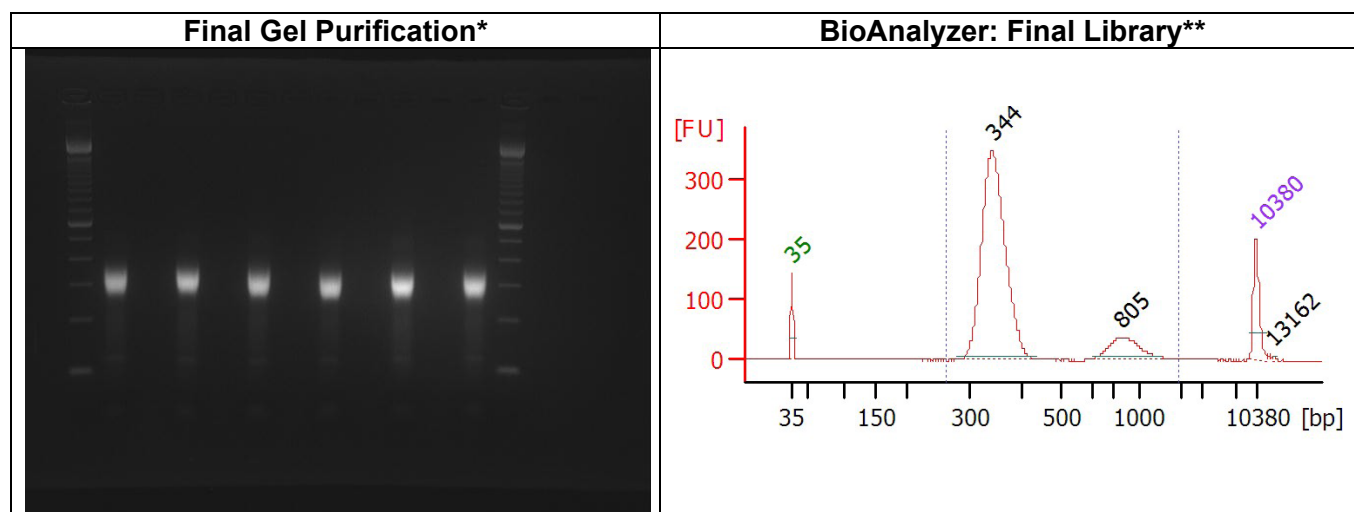 Final Gel Purification*
BioAnalyzer: Final Library**
[FU]
300
200
100
0
35
344
805
10380
13162
35 150 300 500 1000 10380 [bp]